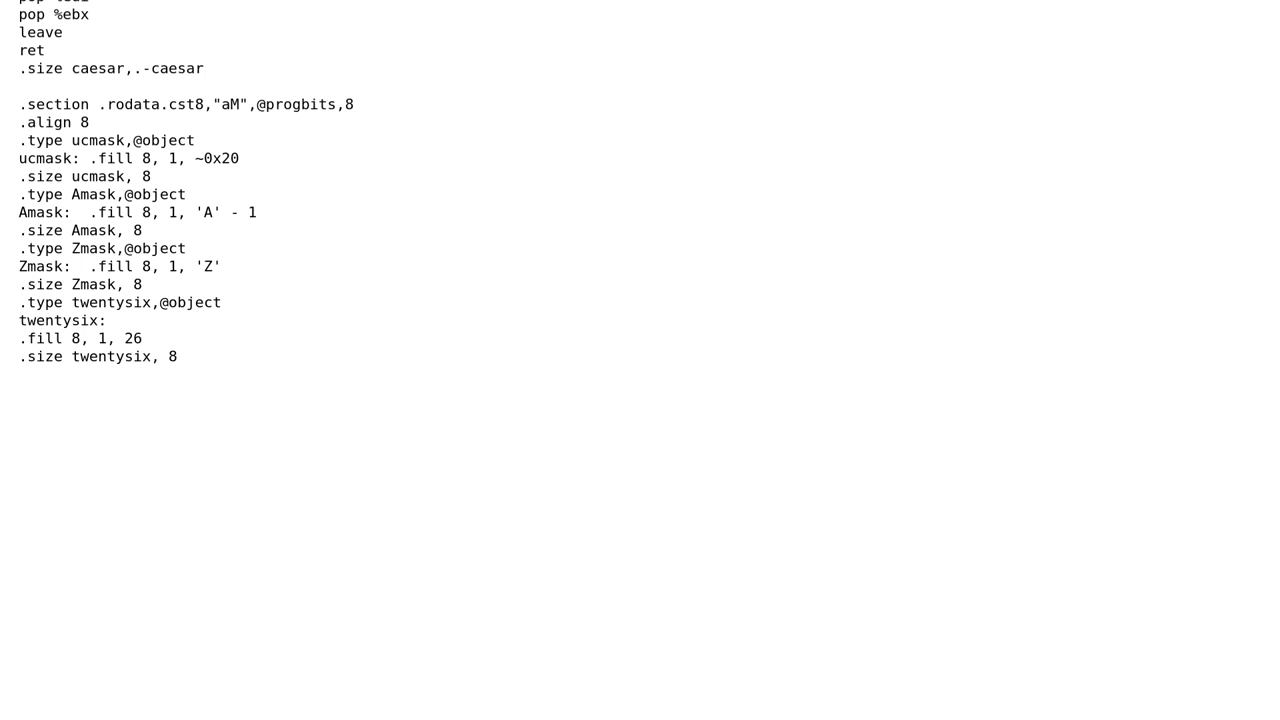 pop %ebx
leave
ret
.size caesar,.-caesar

.section .rodata.cst8,"aM",@progbits,8
.align 8
.type ucmask,@object
ucmask: .fill 8, 1, ~0x20
.size ucmask, 8
.type Amask,@object
Amask:  .fill 8, 1, 'A' - 1
.size Amask, 8
.type Zmask,@object
Zmask:  .fill 8, 1, 'Z'
.size Zmask, 8
.type twentysix,@object
twentysix:
.fill 8, 1, 26
.size twentysix, 8